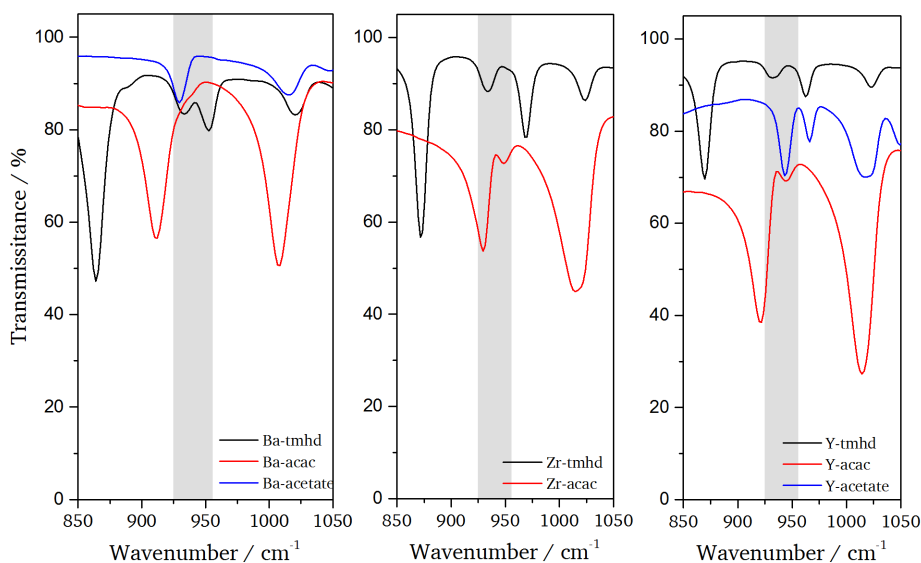 Transmissitance / %
100
80
60
40
20
0
850
900
950
1000
1050
Wavenumber / cm⁻¹
Ba-tmhd
Ba-acac
Ba-acetate
100
80
60
40
20
0
850
900
950
1000
1050
Wavenumber / cm⁻¹
Zr-tmhd
Zr-acac
100
80
60
40
20
0
850
900
950
1000
1050
Wavenumber / cm⁻¹
Y-tmhd
Y-acac
Y-acetate